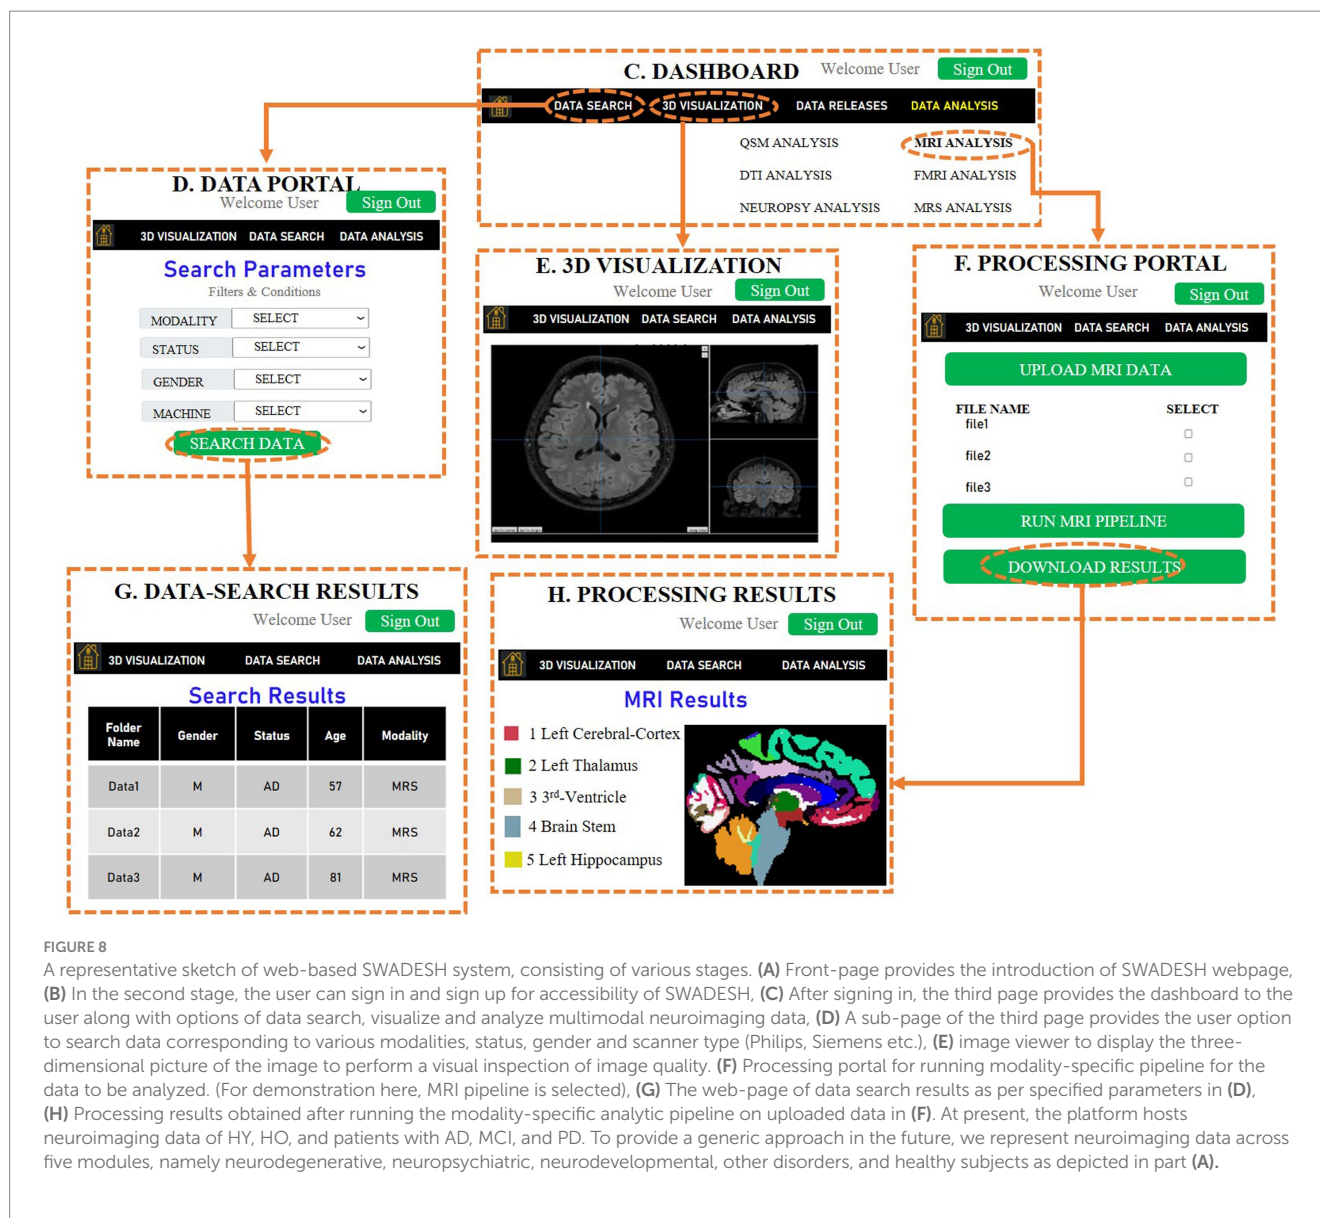 C. DASHBOARD
Welcome User
Sign Out
DATA SEARCH
3D VISUALIZATION
DATA RELEASES
DATA ANALYSIS
QSM ANALYSIS
MRI ANALYSIS
DTI ANALYSIS
FMRI ANALYSIS
NEUROPSY ANALYSIS
MRS ANALYSIS
D. DATA PORTAL
Welcome User
Sign Out
3D VISUALIZATION DATA SEARCH DATA ANALYSIS
Search Parameters
Filters & Conditions
MODALITY SELECT
STATUS SELECT
GENDER SELECT
MACHINE SELECT
SEARCH DATA
E. 3D VISUALIZATION
Welcome User
Sign Out
3D VISUALIZATION DATA SEARCH DATA ANALYSIS
F. PROCESSING PORTAL
Welcome User
Sign Out
3D VISUALIZATION DATA SEARCH DATA ANALYSIS
UPLOAD MRI DATA
FILE NAME SELECT
file1
file2
file3
RUN MRI PIPELINE
DOWNLOAD RESULTS
G. DATA-SEARCH RESULTS
Welcome User
Sign Out
3D VISUALIZATION DATA SEARCH DATA ANALYSIS
Search Results
Folder Name Gender Status Age Modality
Data1 M AD 57 MRS
Data2 M AD 62 MRS
Data3 M AD 81 MRS
H. PROCESSING RESULTS
Welcome User
Sign Out
3D VISUALIZATION DATA SEARCH DATA ANALYSIS
MRI Results
1 Left Cerebral-Cortex
2 Left Thalamus
3 3rd-Ventricle
4 Brain Stem
5 Left Hippocampus
FIGURE 8
A representative sketch of web-based SWADESH system, consisting of various stages. (A) Front-page provides the introduction of SWADESH webpage,
(B) In the second stage, the user can sign in and sign up for accessibility of SWADESH, (C) After signing in, the third page provides the dashboard to the
user along with options of data search, visualize and analyze multimodal neuroimaging data, (D) A sub-page of the third page provides the user option
to search data corresponding to various modalities, status, gender and scanner type (Philips, Siemens etc.), (E) image viewer to display the three-
dimensional picture of the image to perform a visual inspection of image quality. (F) Processing portal for running modality-specific pipeline for the
data to be analyzed. (For demonstration here, MRI pipeline is selected), (G) The web-page of data search results as per specified parameters in (D),
(H) Processing results obtained after running the modality-specific analytic pipeline on uploaded data in (F). At present, the platform hosts
neuroimaging data of HY, HO, and patients with AD, MCI, and PD. To provide a generic approach in the future, we represent neuroimaging data across
five modules, namely neurodegenerative, neuropsychiatric, neurodevelopmental, other disorders, and healthy subjects as depicted in part (A).